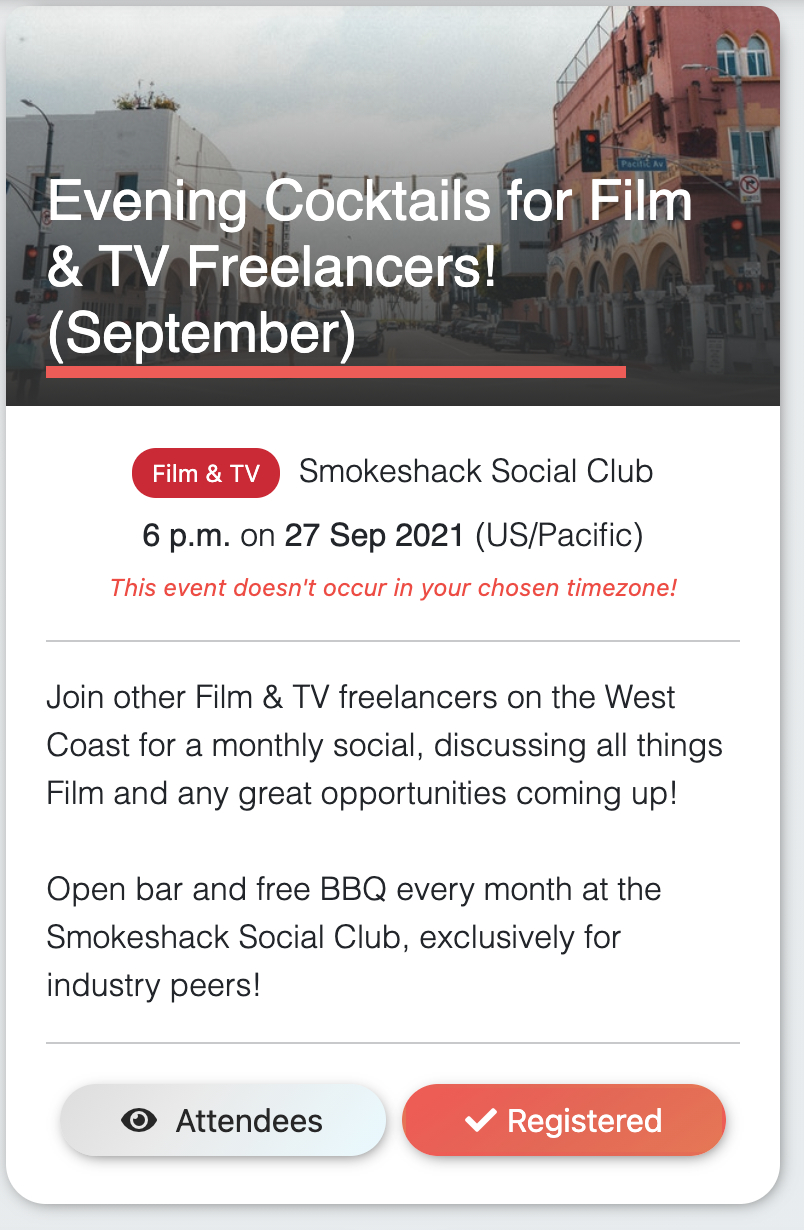 Pacific Av
VENICE
Evening Cocktails for Film
& TV Freelancers!
(September)
Film & TV Smokeshack Social Club
6 p.m. on 27 Sep 2021 (US/Pacific)
This event doesn't occur in your chosen timezone!
Join other Film & TV freelancers on the West
Coast for a monthly social, discussing all things
Film and any great opportunities coming up!
Open bar and free BBQ every month at the
Smokeshack Social Club, exclusively for
industry peers!
Attendees Registered